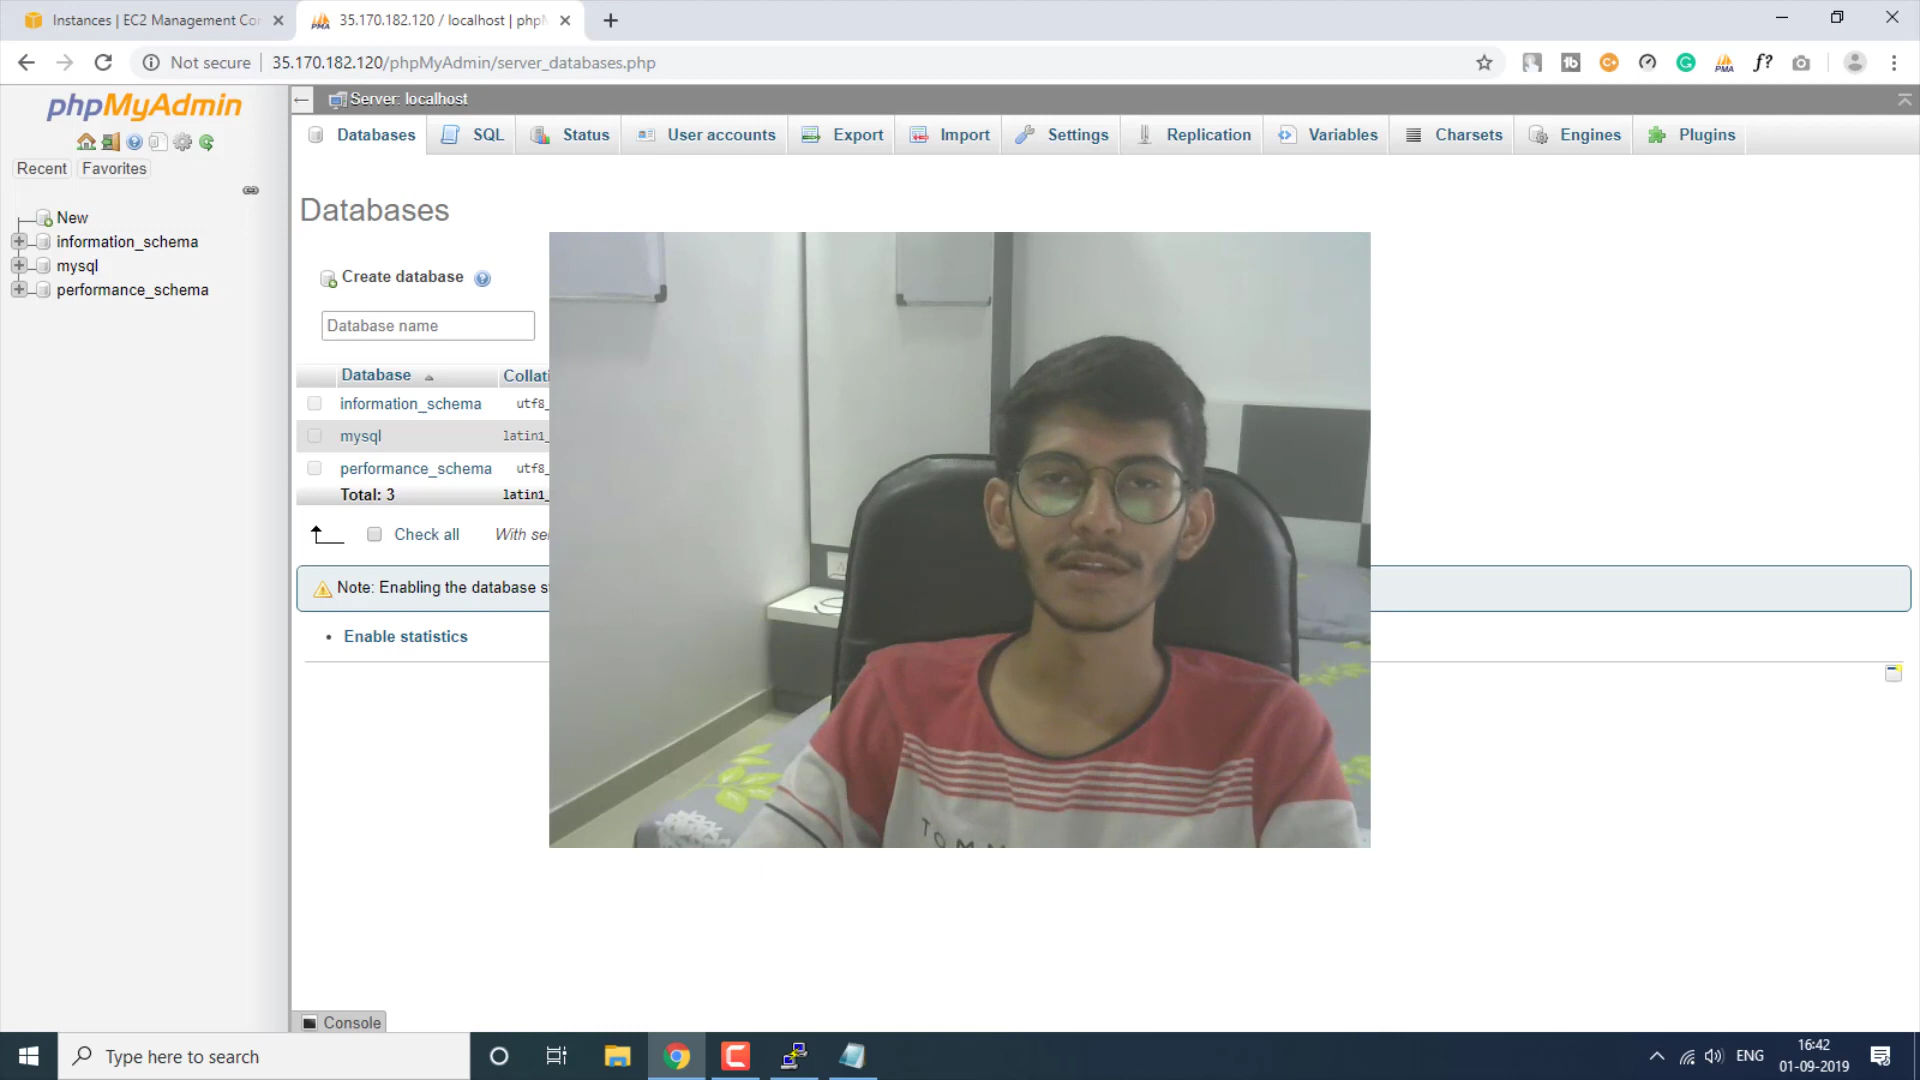 Instances | EC2 Management Con
35.170.182.120 / localhost | phpM
Not secure | 35.170.182.120/phpMyAdmin/server_databases.php
phpMyAdmin
Server: localhost
Databases
SQL
Status
User accounts
Export
Import
Settings
Replication
Variables
Charsets
Engines
Plugins
Recent
Favorites
New
information_schema
mysql
performance_schema
Databases
Create database
Database name
Database
Collati
information_schema
utf8_
mysql
latin1_
performance_schema
utf8_
Total: 3
latin1_
Check all
With se
Note: Enabling the database s
Enable statistics
TOMM
Console
Type here to search
ENG
16:42
01-09-2019